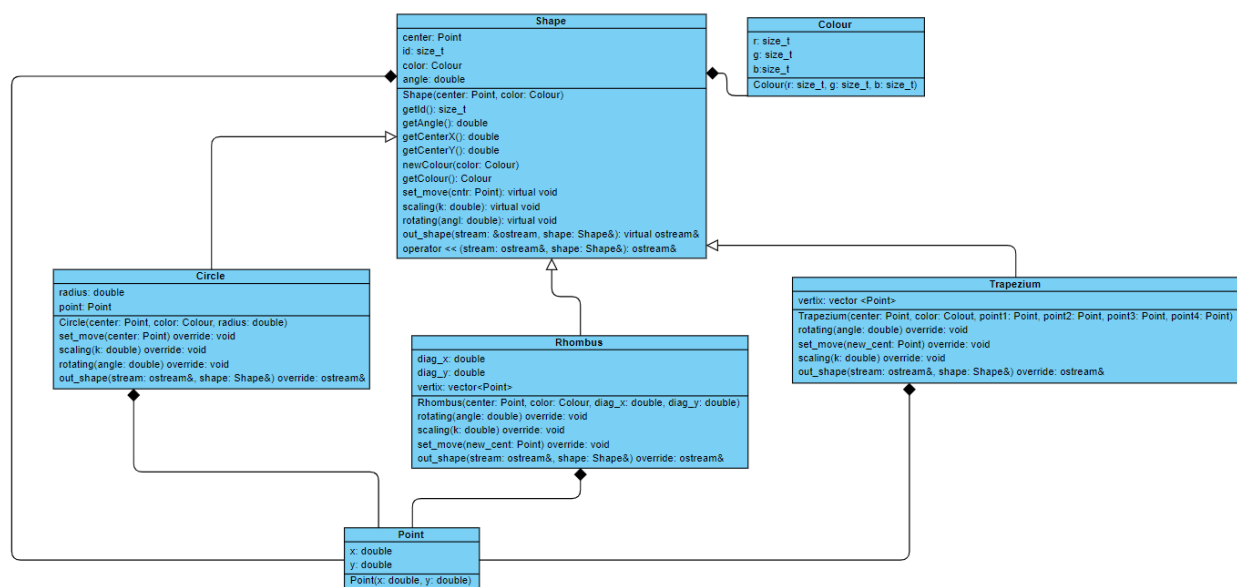 Shape
center: Point
id: size_t
color: Colour
angle: double
Shape(center: Point, color: Colour)
getId(): size_t
getAngle(): double
getCenterX(): double
getCenterY(): double
newColour(color: Colour)
getColour(): Colour
set_move(cntr: Point): virtual void
scaling(k: double): virtual void
rotating(angl: double): virtual void
out_shape(stream: &ostream, shape: Shape&): virtual ostream&
operator << (stream: ostream&, shape: Shape&): ostream&
Colour
r: size_t
g: size_t
b:size_t
Colour(r: size_t, g: size_t, b: size_t)
Circle
radius: double
point: Point
Circle(center: Point, color: Colour, radius: double)
set_move(center: Point) override: void
scaling(k: double) override: void
rotating(angle: double) override: void
out_shape(stream: ostream&, shape: Shape&) override: ostream&
Rhombus
diag_x: double
diag_y: double
vertix: vector<Point>
Rhombus(center: Point, color: Colour, diag_x: double, diag_y: double)
rotating(angle: double) override: void
scaling(k: double) override: void
set_move(new_cent: Point) override: void
out_shape(stream: ostream&, shape: Shape&) override: ostream&
Trapezium
vertix: vector <Point>
Trapezium(center: Point, color: Colout, point1: Point, point2: Point, point3: Point, point4: Point)
rotating(angle: double) override: void
set_move(new_cent: Point) override: void
scaling(k: double) override: void
out_shape(stream: ostream&, shape: Shape&) override: ostream&
Point
x: double
y: double
Point(x: double, y: double)